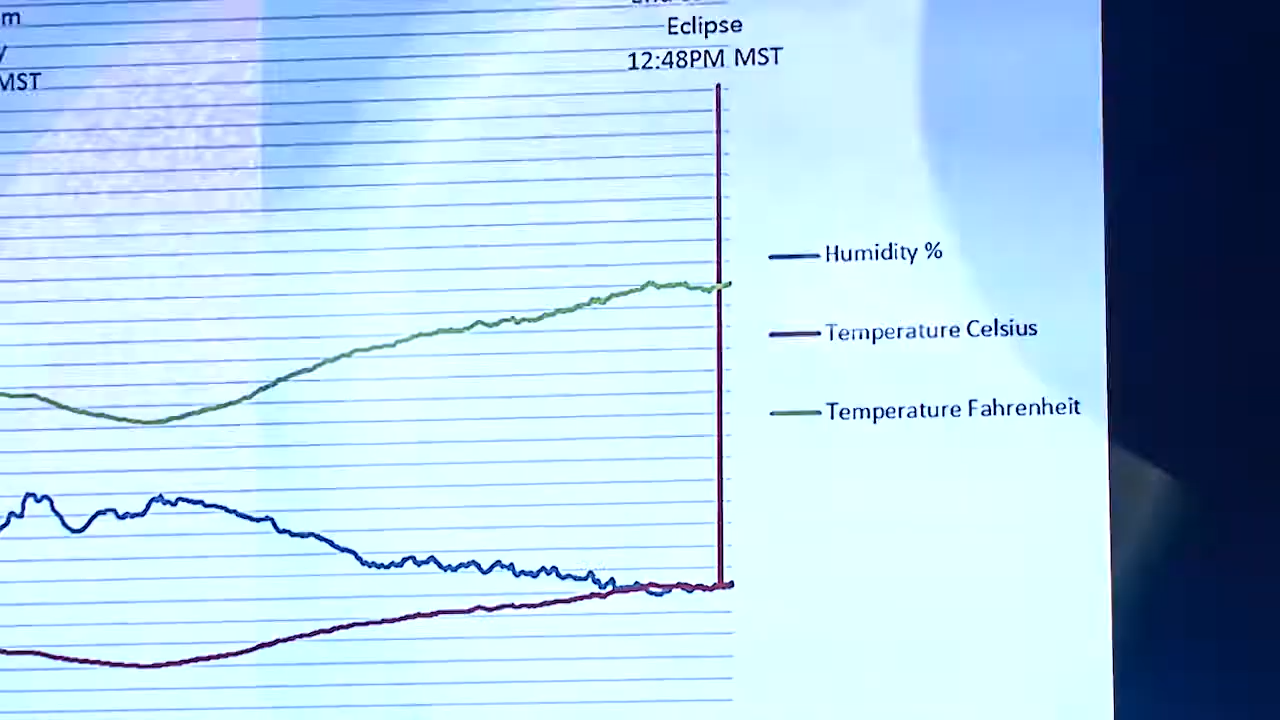 m
y
MST
Eclipse
12:48PM MST
Humidity %
Temperature Celsius
Temperature Fahrenheit